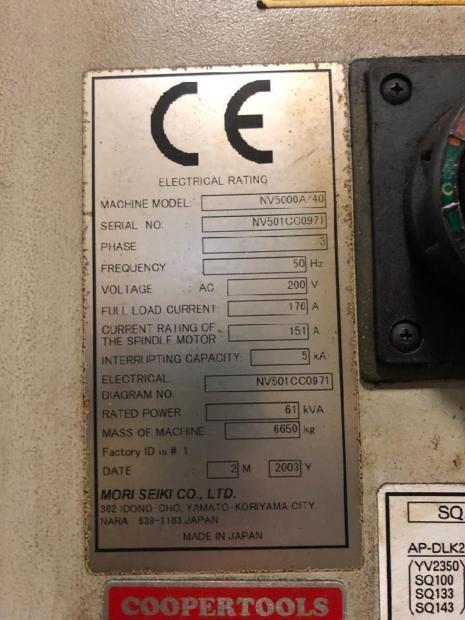 CE
ELECTRICAL RATING
MACHINE MODEL: NV5000A/40
SERIAL NO: NV501CC0971
PHASE 3
FREQUENCY 50 Hz
VOLTAGE AC 200 V
FULL LOAD CURRENT: 176 A
CURRENT RATING OF
THE SPINDLE MOTOR: 151 A
INTERRUPTING CAPACITY: 5 kA
ELECTRICAL
DIAGRAM NO. NV501CC0971
RATED POWER 61 kVA
MASS OF MACHINE: 6650 kg
Factory ID is # 1
DATE 2 M 2003 Y
MORI SEIKI CO., LTD.
362 IDONO-CHO, YAMATO-KORIYAMA CITY.
NARA 639-1183,JAPAN
MADE IN JAPAN
COOPERTOOLS
SQ
AP-DLK2
YV2350
SQ100
SQ133
SQ143